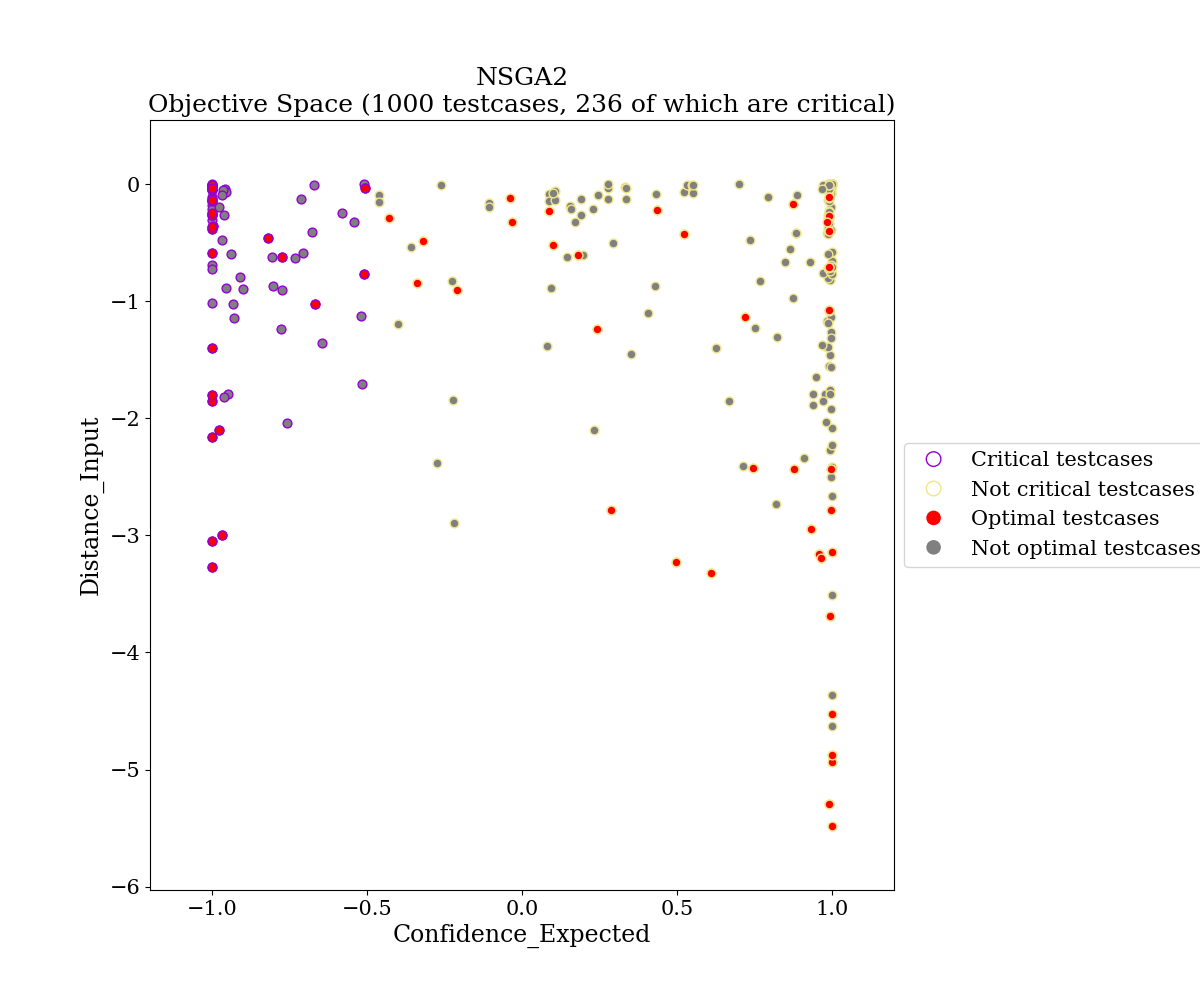 NSGA2
Objective Space (1000 testcases, 236 of which are critical)
0
−1
−2
−3
−4
−5
−6
Distance_Input
−1.0
−0.5
0.0
0.5
1.0
Confidence_Expected
Critical testcases
Not critical testcases
Optimal testcases
Not optimal testcases